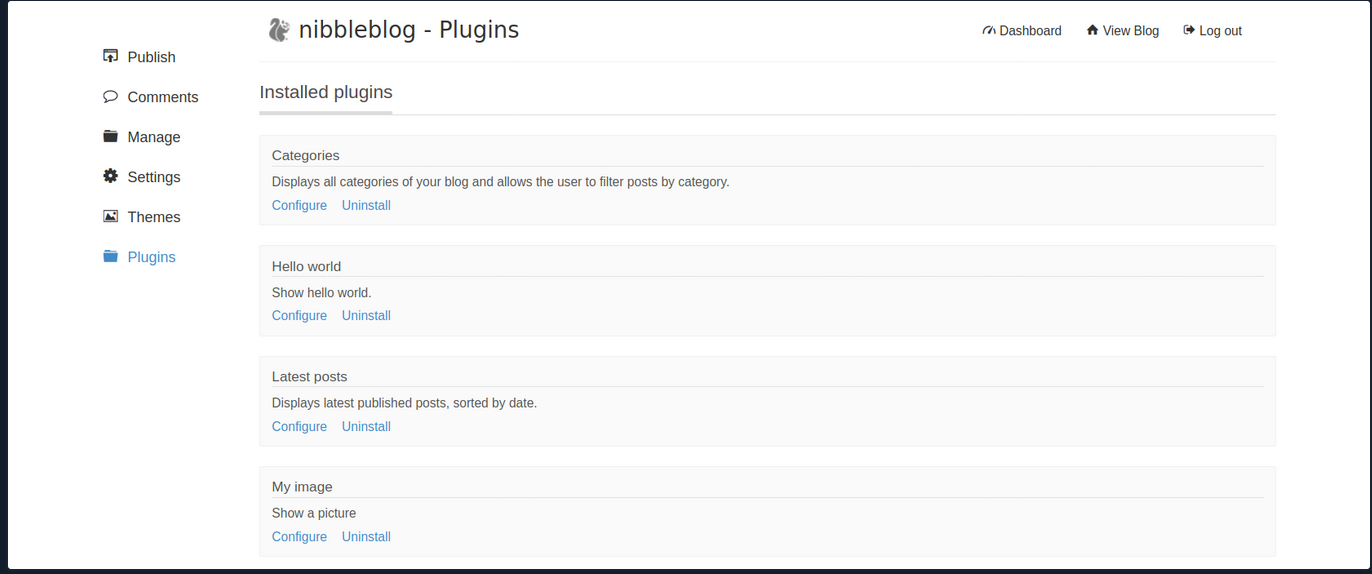 nibbleblog - Plugins
Dashboard View Blog Log out
Publish
Comments
Manage
Settings
Themes
Plugins
Installed plugins
Categories
Displays all categories of your blog and allows the user to filter posts by category.
Configure Uninstall
Hello world
Show hello world.
Configure Uninstall
Latest posts
Displays latest published posts, sorted by date.
Configure Uninstall
My image
Show a picture
Configure Uninstall